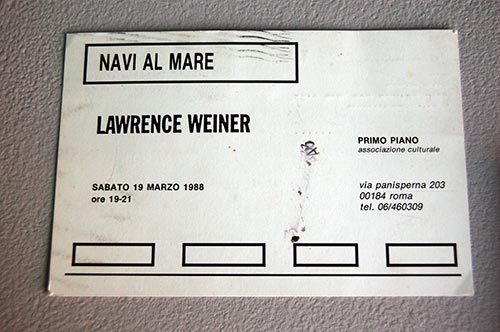 NAVI AL MARE
LAWRENCE WEINER
PRIMO PIANO
associazione culturale
SABATO 19 MARZO 1988
ore 19-21
via panisperna 203
00184 roma
tel. 06/460309